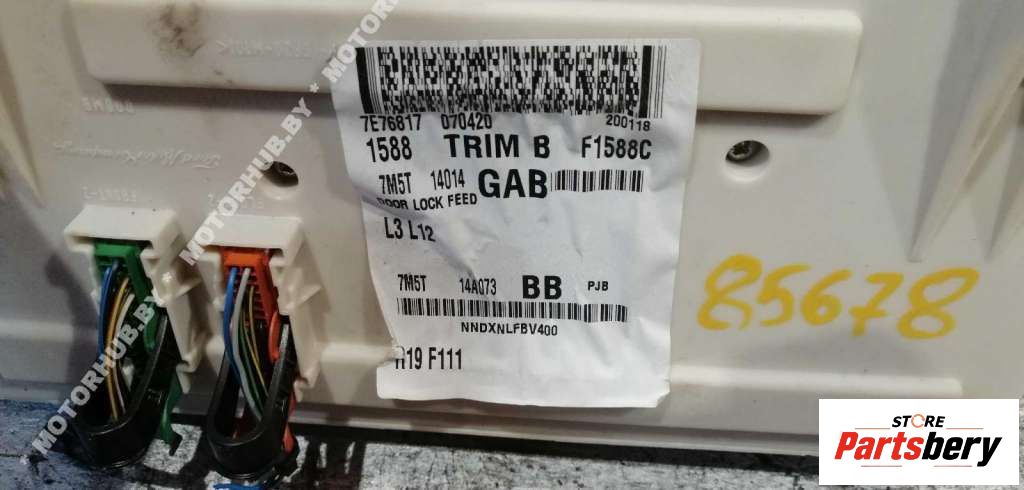 7E76817 070420 200118
1588 TRIM B F1588C
7M5T 14014 GAB
DOOR LOCK FEED
L3 L12
7M5T 14A073 BB PJB
NNDXNLFBV400
R19 F111
85678
MOTORHUB.BY * MOTORHUB.BY * MOTORHUB.BY
STORE
Partsbery